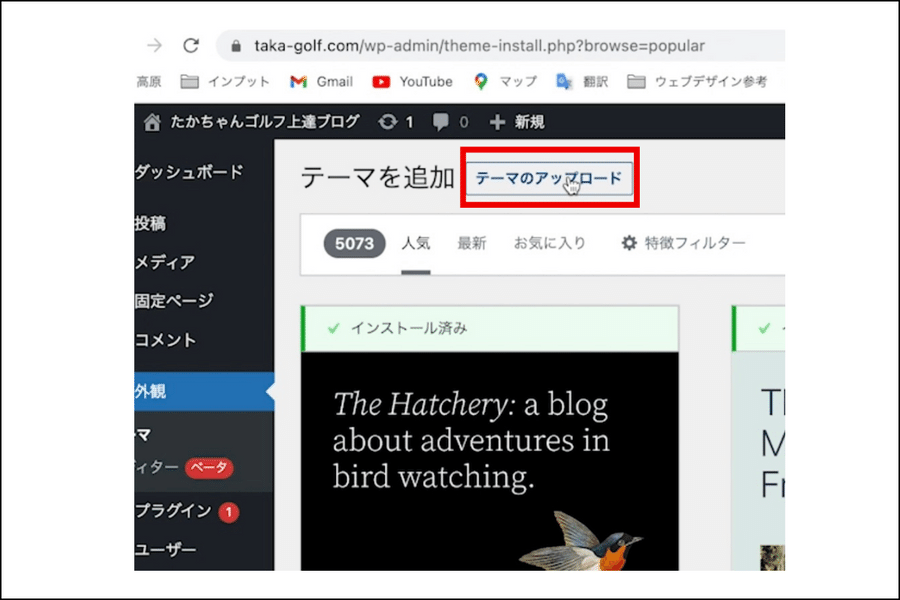 taka-golf.com/wp-admin/theme-install.php?browse=popular
高原 インプット Gmail YouTube マップ 翻訳 ウェブデザイン参考
たかちゃんゴルフ上達ブログ 1 0 新規
ダッシュボード
投稿
メディア
固定ページ
コメント
外観
マ
ィター ベータ
プラグイン 1
ユーザー
テーマを追加 テーマのアップロード
5073 人気 最新 お気に入り 特徴フィルター
インストール済み
The Hatchery: a blog
about adventures in
bird watching.